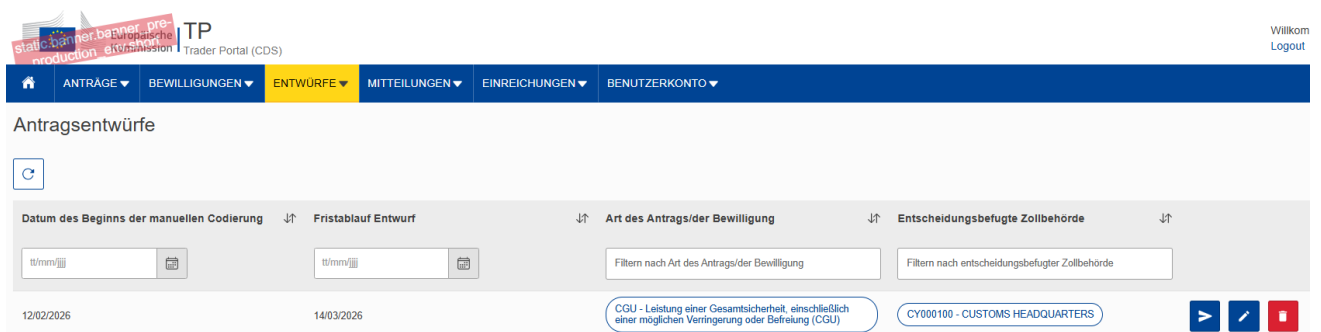 static.banner.banner_pre-
production_env.short
Europäische
Kommission
TP
Trader Portal (CDS)
Willkom
Logout
ANTRÄGE
BEWILLIGUNGEN
ENTWÜRFE
MITTEILUNGEN
EINREICHUNGEN
BENUTZERKONTO
Antragsentwürfe
Datum des Beginns der manuellen Codierung
Fristablauf Entwurf
Art des Antrags/der Bewilligung
Entscheidungsbefugte Zollbehörde
tt/mm/jjjj
tt/mm/jjjj
Filtern nach Art des Antrags/der Bewilligung
Filtern nach entscheidungsbefugter Zollbehörde
12/02/2026
14/03/2026
CGU - Leistung einer Gesamtsicherheit, einschließlich
einer möglichen Verringerung oder Befreiung (CGU)
CY000100 - CUSTOMS HEADQUARTERS